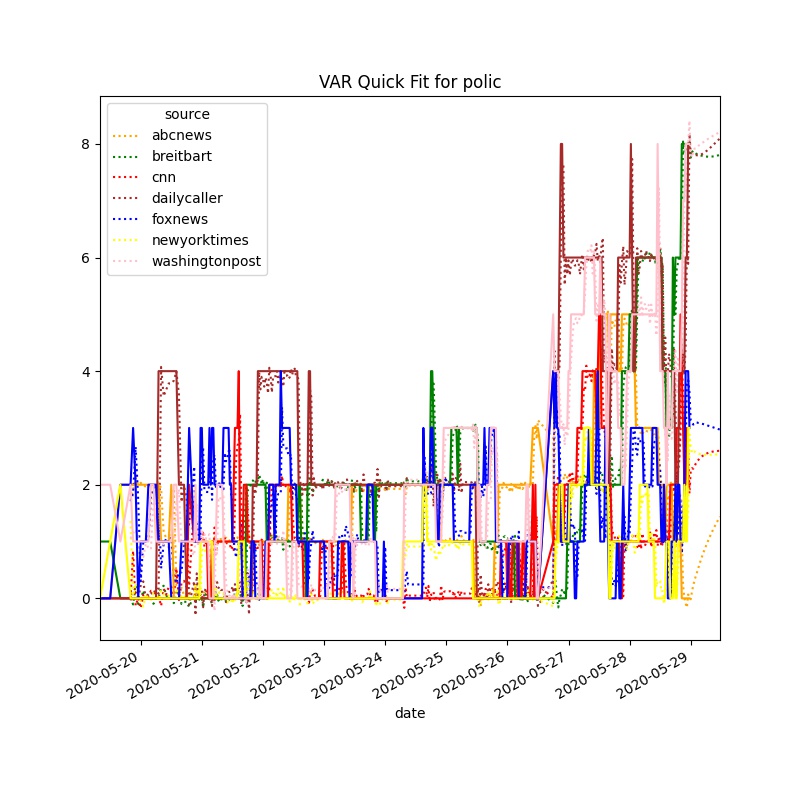 VAR Quick Fit for polic
source
abcnews
breitbart
cnn
dailycaller
foxnews
newyorktimes
washingtonpost
8
6
4
2
0
2020-05-20
2020-05-21
2020-05-22
2020-05-23
2020-05-24
2020-05-25
2020-05-26
2020-05-27
2020-05-28
2020-05-29
date